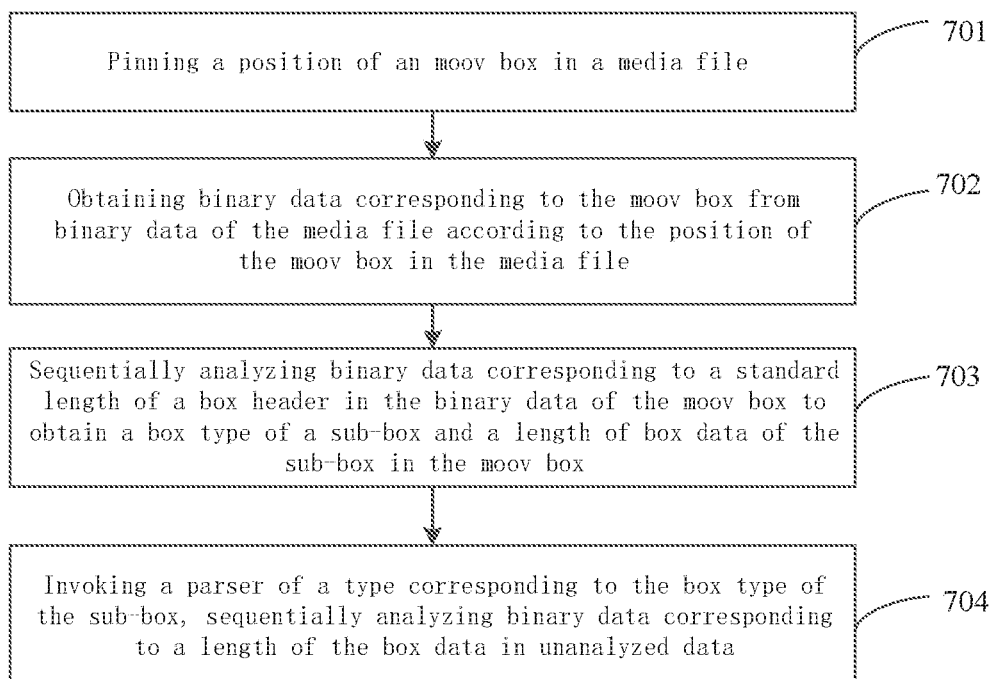 Pinning a position of an moov box in a media file
701
Obtaining binary data corresponding to the moov box from
binary data of the media file according to the position of
the moov box in the media file
702
Sequentially analyzing binary data corresponding to a standard
length of a box header in the binary data of the moov box to
obtain a box type of a sub-box and a length of box data of the
sub-box in the moov box
703
Invoking a parser of a type corresponding to the box type of
the sub-box, sequentially analyzing binary data corresponding
to a length of the box data in unanalyzed data
704